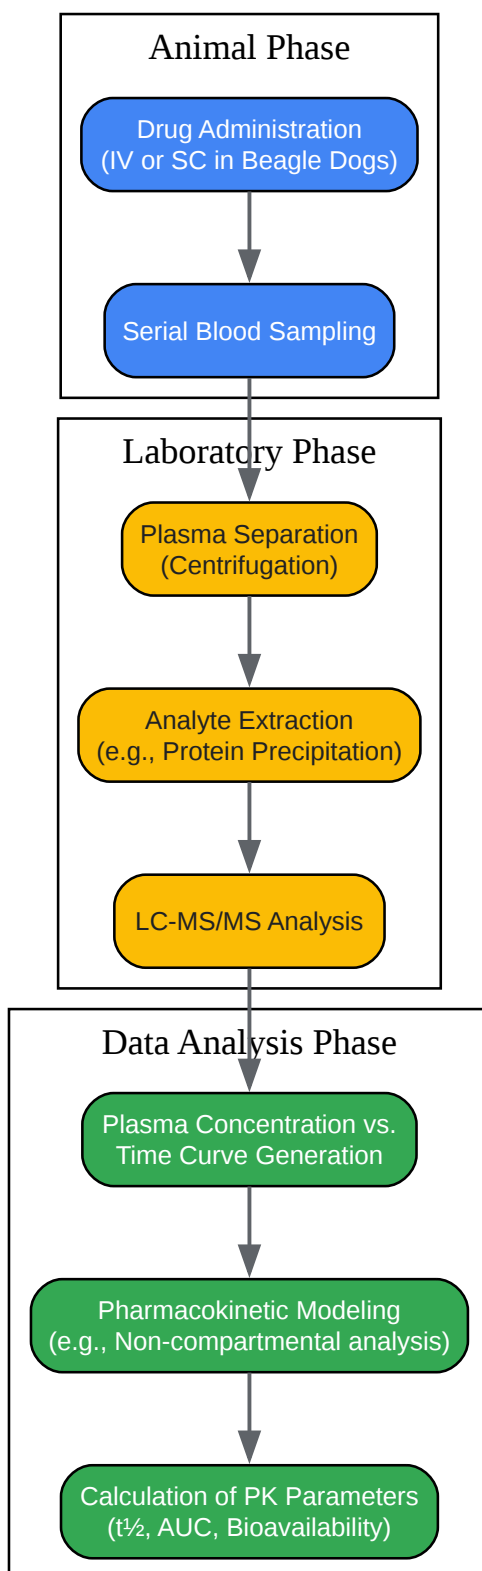 Animal Phase
Drug Administration
(IV or SC in Beagle Dogs)
Serial Blood Sampling
Laboratory Phase
Plasma Separation
(Centrifugation)
Analyte Extraction
(e.g., Protein Precipitation)
LC-MS/MS Analysis
Data Analysis Phase
Plasma Concentration vs.
Time Curve Generation
Pharmacokinetic Modeling
(e.g., Non-compartmental analysis)
Calculation of PK Parameters
(t½, AUC, Bioavailability)